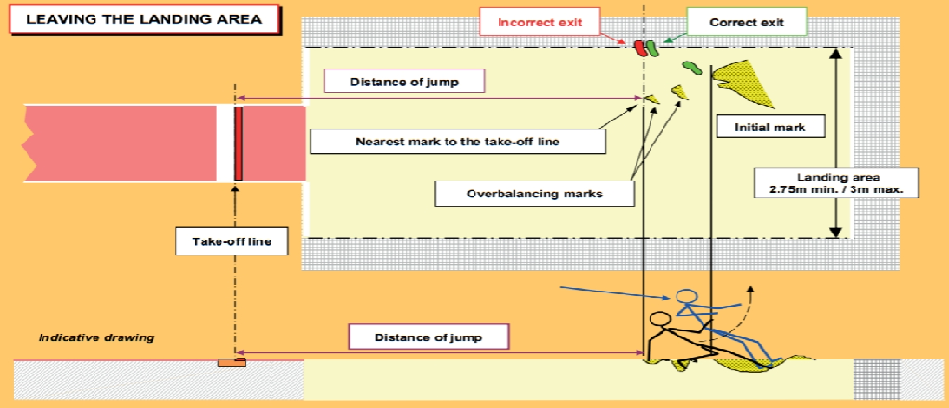 LEAVING THE LANDING AREA
Incorrect exit
Correct exit
Distance of jump
Nearest mark to the take-off line
Initial mark
Overbalancing marks
Landing area
2.75m min. / 3m max.
Take-off line
Indicative drawing
Distance of jump